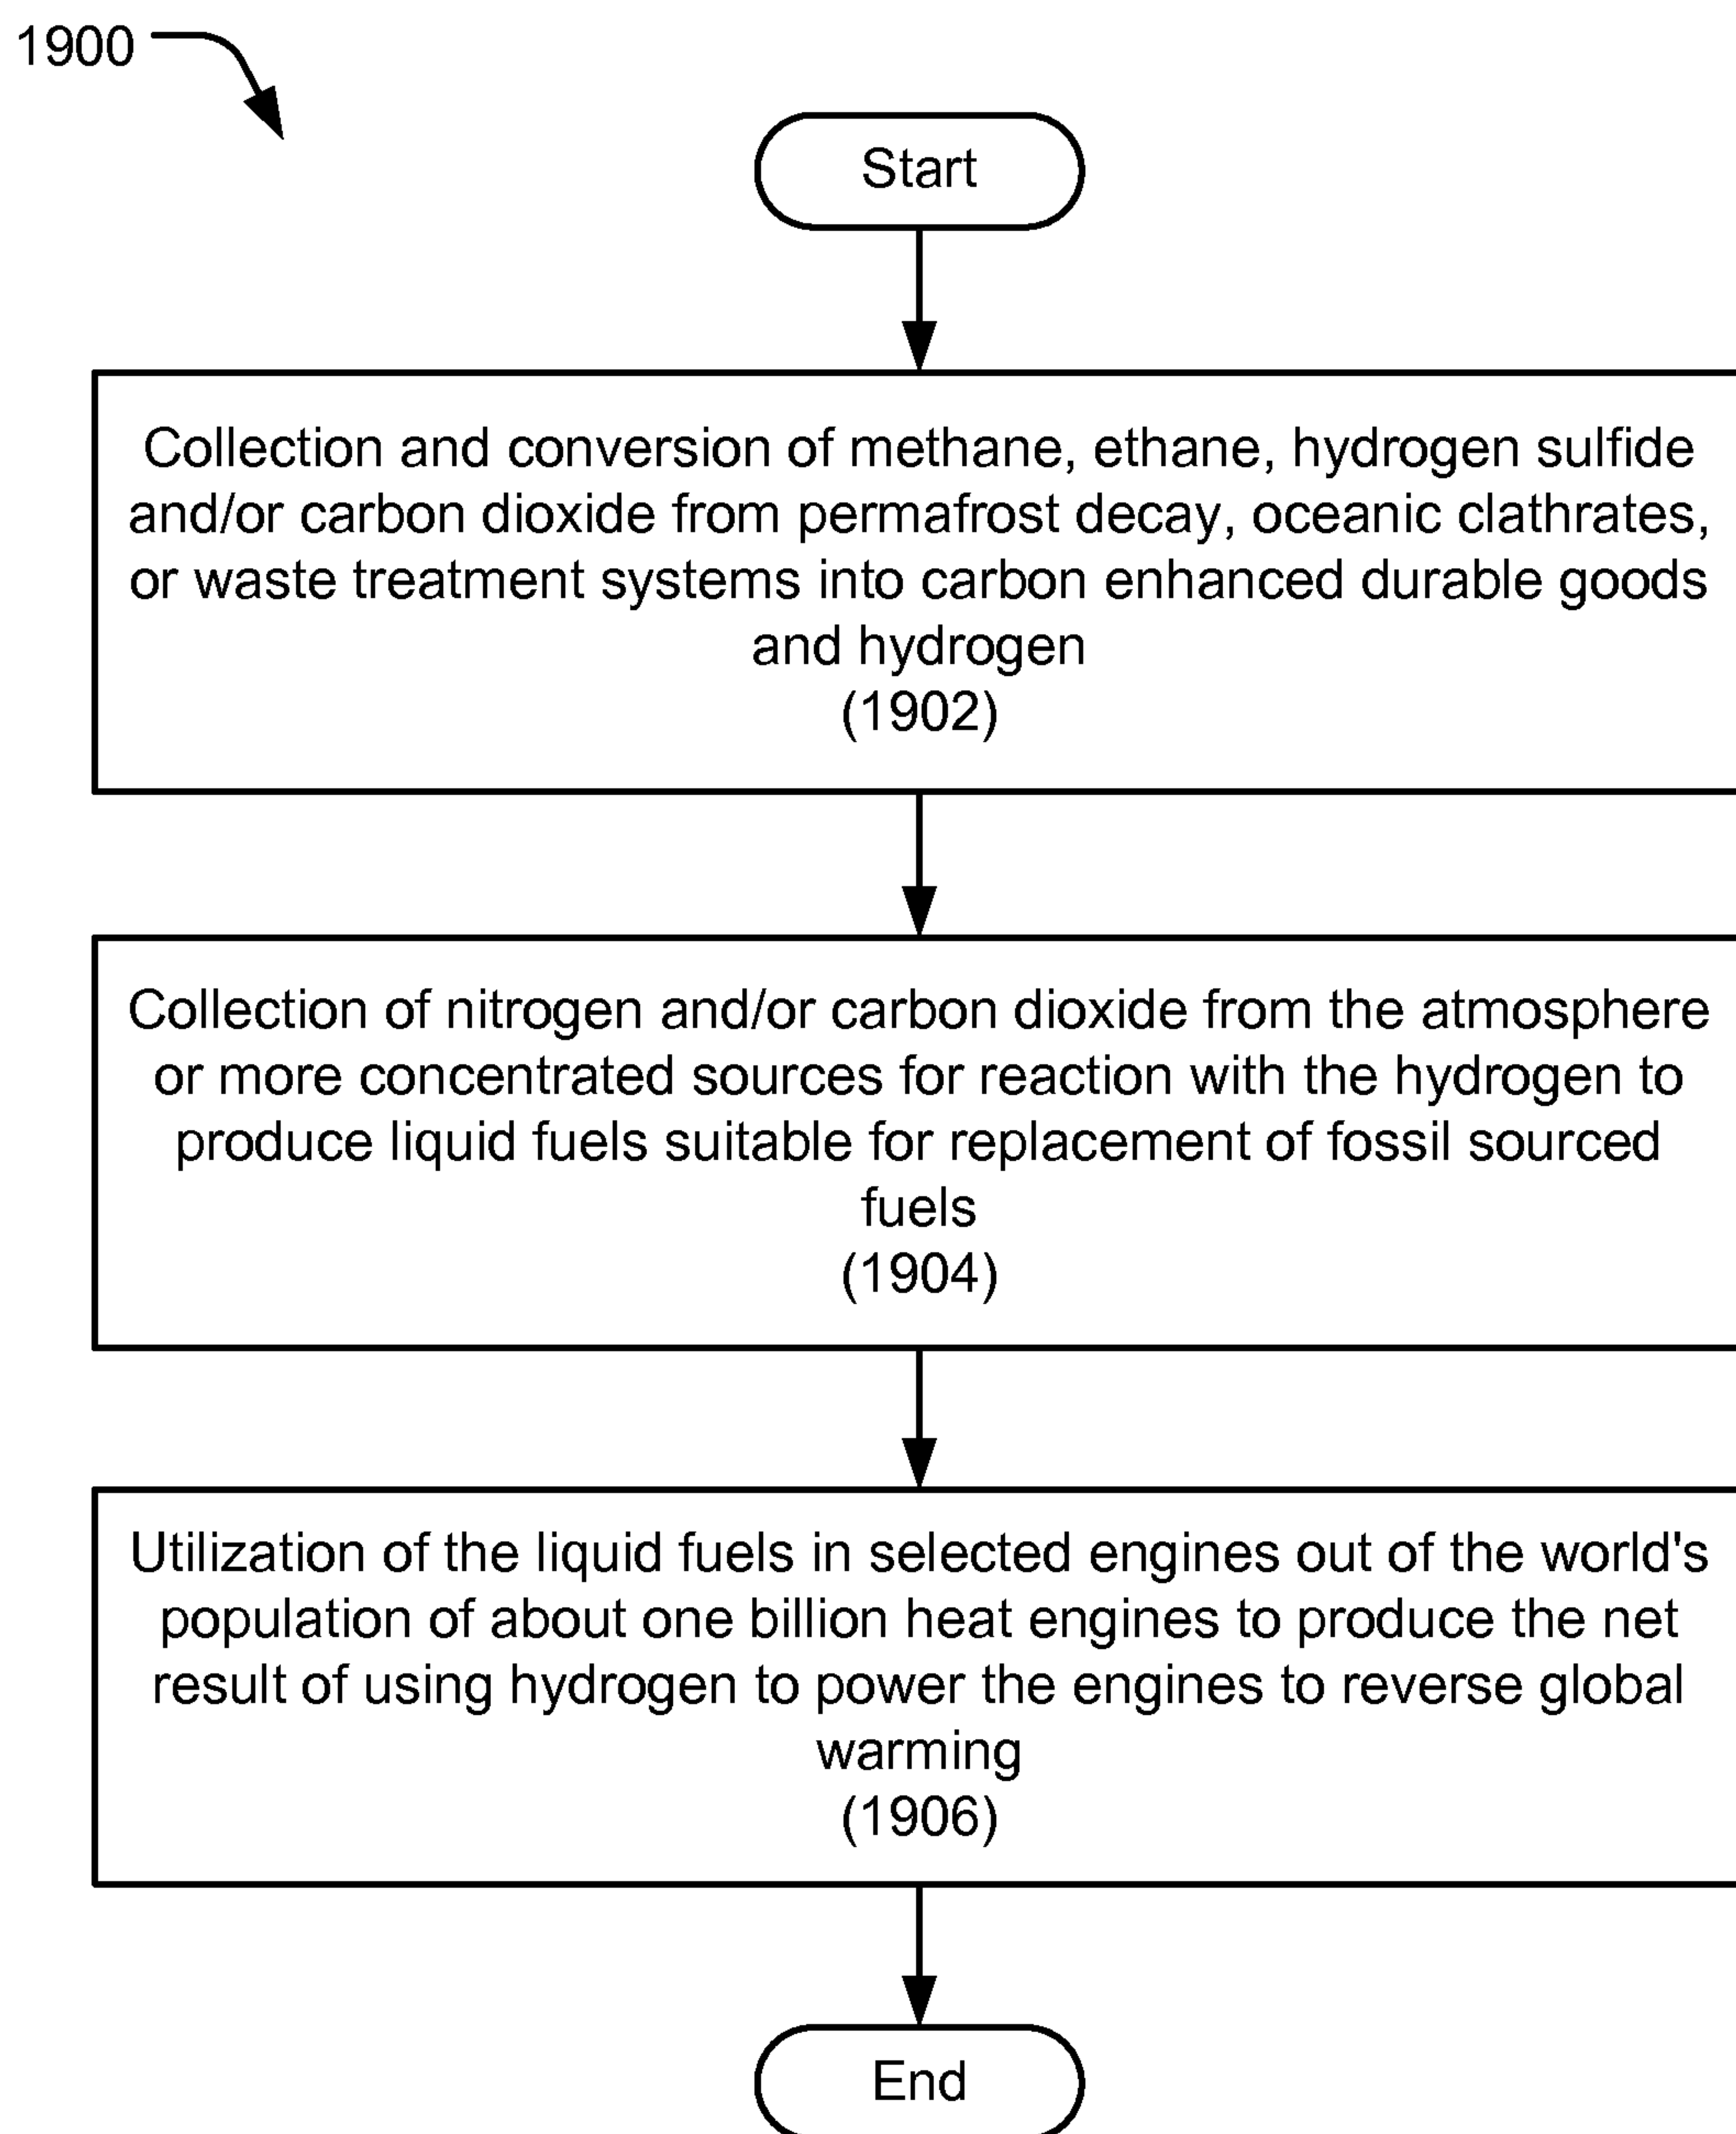 1900
Start
Collection and conversion of methane, ethane, hydrogen sulfide
and/or carbon dioxide from permafrost decay, oceanic clathrates,
or waste treatment systems into carbon enhanced durable goods
and hydrogen
(1902)
Collection of nitrogen and/or carbon dioxide from the atmosphere
or more concentrated sources for reaction with the hydrogen to
produce liquid fuels suitable for replacement of fossil sourced
fuels
(1904)
Utilization of the liquid fuels in selected engines out of the world's
population of about one billion heat engines to produce the net
result of using hydrogen to power the engines to reverse global
warming
(1906)
End